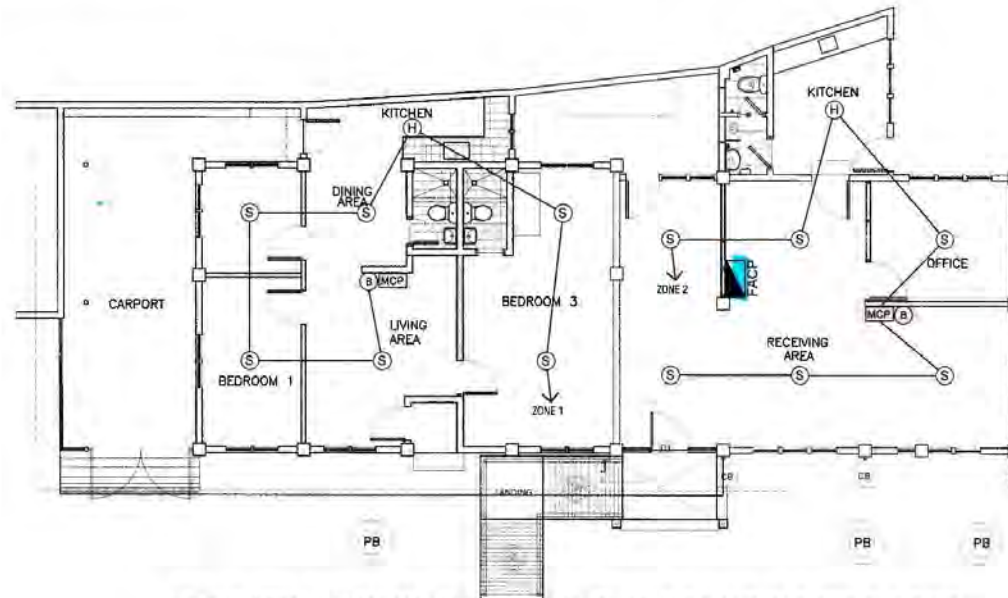 KITCHEN
H
KITCHEN
H
DINING
AREA
S
S
S
S
S
S
OFFICE
ZONE 2
FACP
B
MCP
BEDROOM 3
CARPORT
MCP
B
LIVING
AREA
RECEIVING
AREA
S
S
S
BEDROOM 1
S
S
S
ZONE 1
LANDING
CB
CB
PB
PB
PB